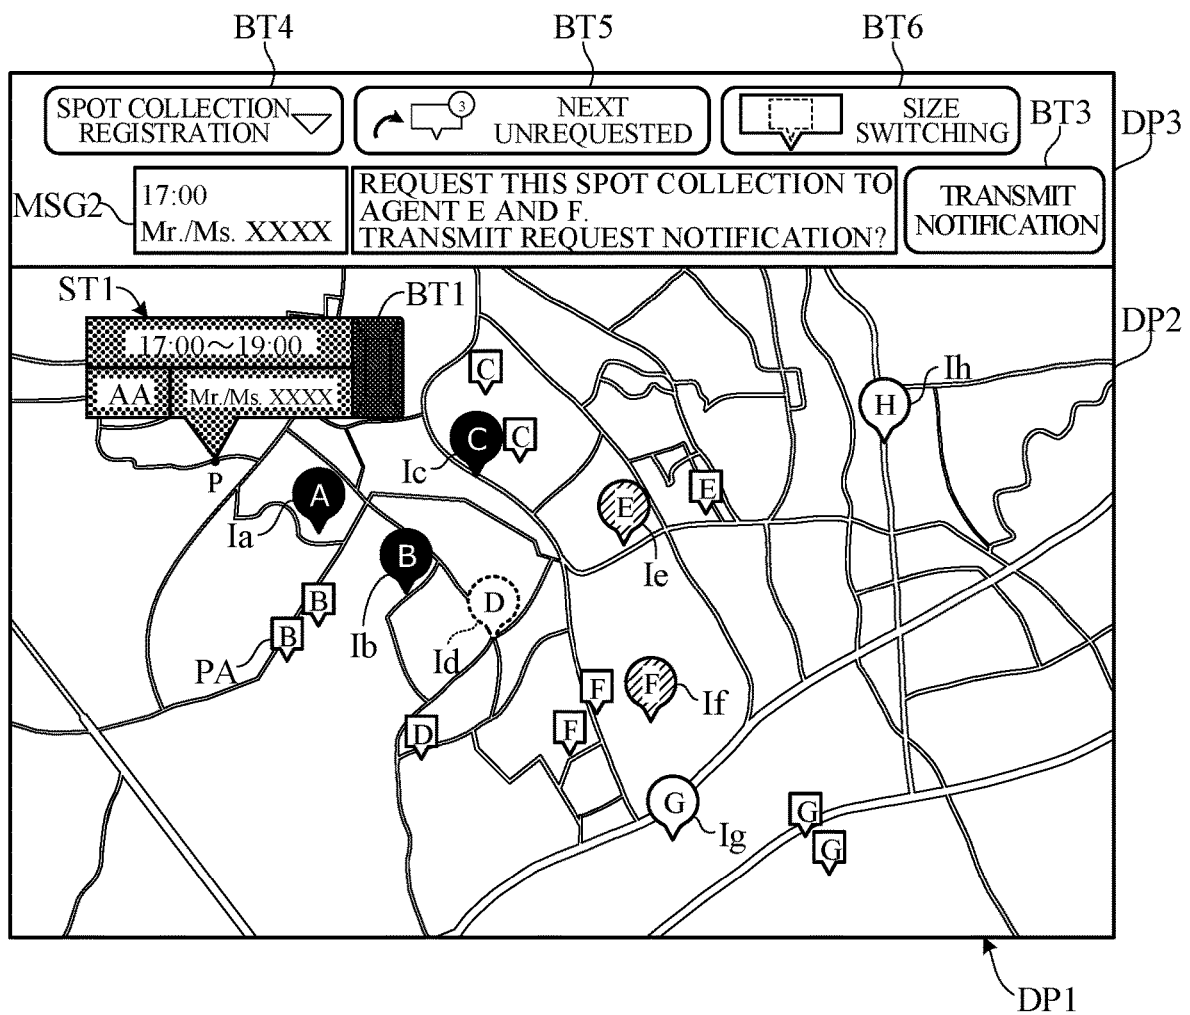 BT4
BT5
BT6
SPOT COLLECTION
REGISTRATION
3
NEXT
UNREQUESTED
SIZE
SWITCHING
BT3
DP3
MSG2
17:00
Mr./Ms. XXXX
REQUEST THIS SPOT COLLECTION TO
AGENT E AND F.
TRANSMIT REQUEST NOTIFICATION?
TRANSMIT
NOTIFICATION
ST1
BT1
DP2
17:00～19:00
AA
Mr./Ms. XXXX
C
Ih
H
C
C
Ic
P
A
E
E
Ia
B
Ie
B
D
B
Ib
Id
PA
F
F
If
D
F
G
Ig
G
G
DP1